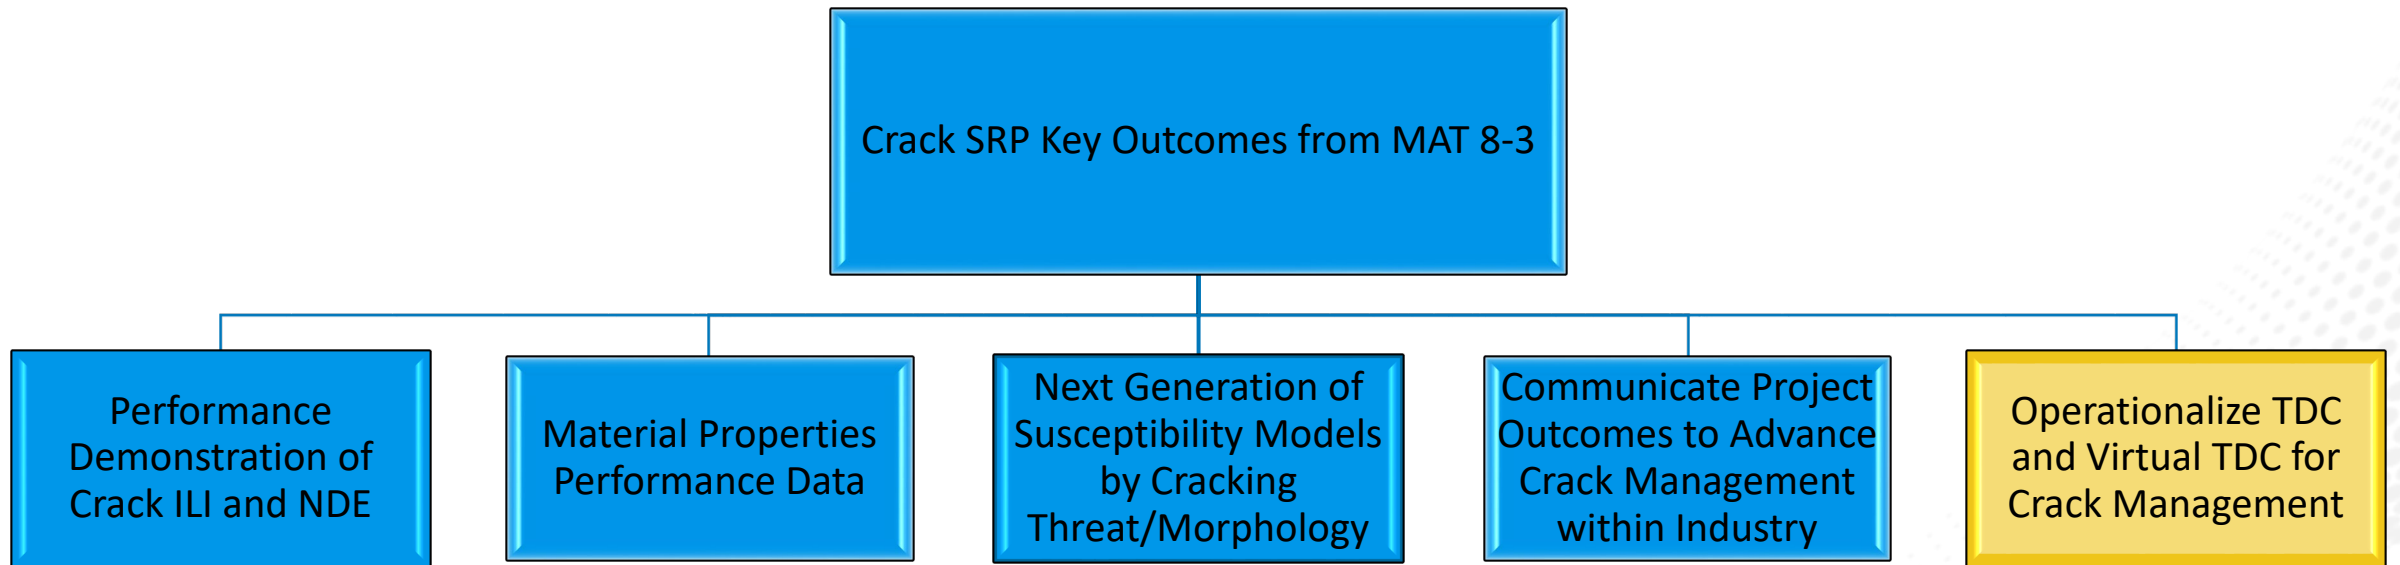 Crack SRP Key Outcomes from MAT 8-3
Performance
Demonstration of
Crack ILI and NDE
Material Properties
Performance Data
Next Generation of
Susceptibility Models
by Cracking
Threat/Morphology
Communicate Project
Outcomes to Advance
Crack Management
within Industry
Operationalize TDC
and Virtual TDC for
Crack Management